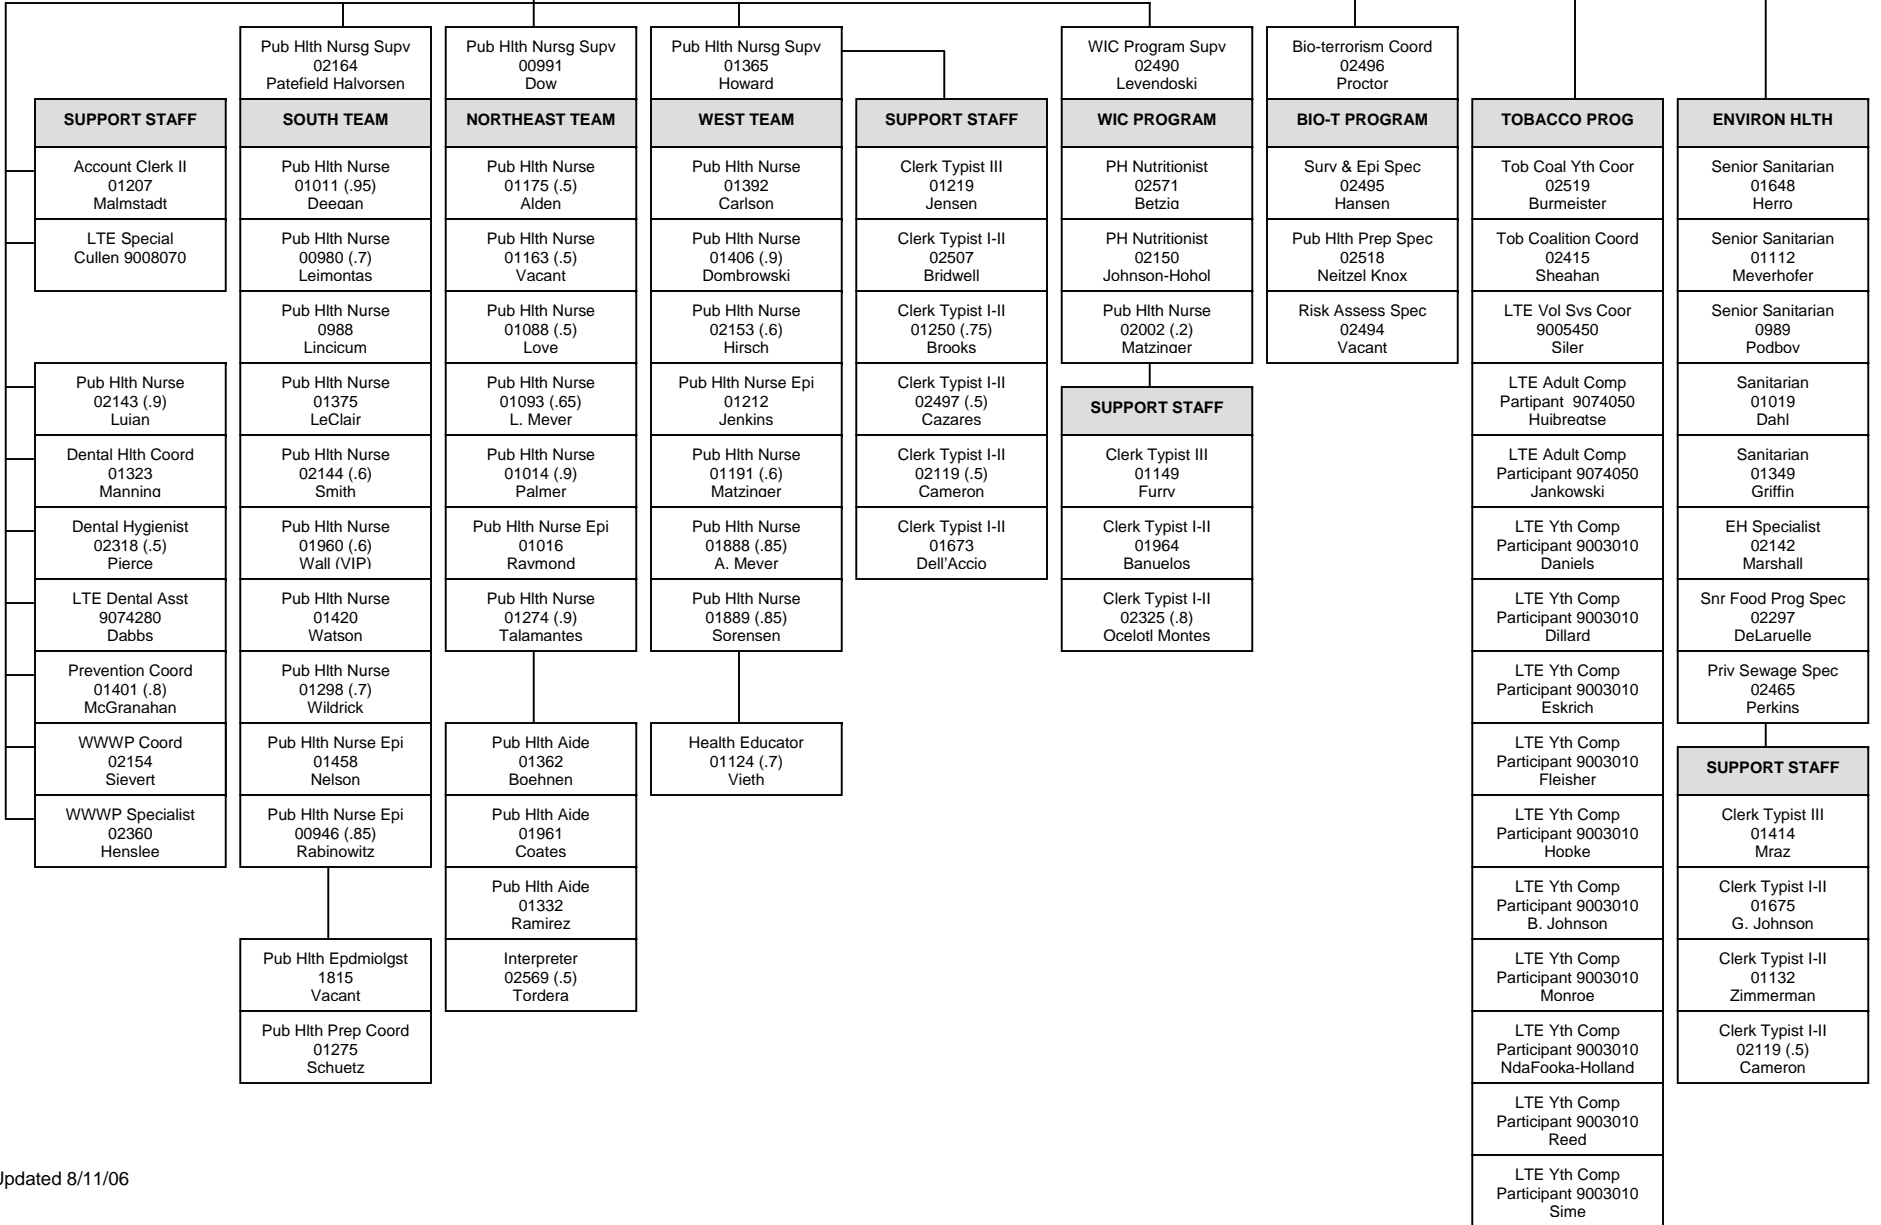 Pub Hlth Nursg Supv
02164
Patefield Halvorsen
Pub Hlth Nursg Supv
00991
Dow
Pub Hlth Nursg Supv
01365
Howard
WIC Program Supv
02490
Levendoski
Bio-terrorism Coord
02496
Proctor
SUPPORT STAFF
Account Clerk II
01207
Malmstadt
LTE Special
Cullen 9008070
Pub Hlth Nurse
02143 (.9)
Lujan
Dental Hlth Coord
01323
Manning
Dental Hygienist
02318 (.5)
Pierce
LTE Dental Asst
9074280
Dabbs
Prevention Coord
01401 (.8)
McGranahan
WWWP Coord
02154
Sievert
WWWP Specialist
02360
Henslee
SOUTH TEAM
Pub Hlth Nurse
01011 (.95)
Deegan
Pub Hlth Nurse
00980 (.7)
Leimontas
Pub Hlth Nurse
0988
Lincicum
Pub Hlth Nurse
01375
LeClair
Pub Hlth Nurse
02144 (.6)
Smith
Pub Hlth Nurse
01960 (.6)
Wall (VIP)
Pub Hlth Nurse
01420
Watson
Pub Hlth Nurse
01298 (.7)
Wildrick
Pub Hlth Nurse Epi
01458
Nelson
Pub Hlth Nurse Epi
00946 (.85)
Rabinowitz
Pub Hlth Epdmiolgst
1815
Vacant
Pub Hlth Prep Coord
01275
Schuetz
NORTHEAST TEAM
Pub Hlth Nurse
01175 (.5)
Alden
Pub Hlth Nurse
01163 (.5)
Vacant
Pub Hlth Nurse
01088 (.5)
Love
Pub Hlth Nurse
01093 (.65)
L. Meyer
Pub Hlth Nurse
01014 (.9)
Palmer
Pub Hlth Nurse Epi
01016
Raymond
Pub Hlth Nurse
01274 (.9)
Talamantes
Pub Hlth Aide
01362
Boehnen
Pub Hlth Aide
01961
Coates
Pub Hlth Aide
01332
Ramirez
Interpreter
02569 (.5)
Tordera
WEST TEAM
Pub Hlth Nurse
01392
Carlson
Pub Hlth Nurse
01406 (.9)
Dombrowski
Pub Hlth Nurse
02153 (.6)
Hirsch
Pub Hlth Nurse Epi
01212
Jenkins
Pub Hlth Nurse
01191 (.6)
Matzinger
Pub Hlth Nurse
01888 (.85)
A. Meyer
Pub Hlth Nurse
01889 (.85)
Sorensen
Health Educator
01124 (.7)
Vieth
SUPPORT STAFF
Clerk Typist III
01219
Jensen
Clerk Typist I-II
02507
Bridwell
Clerk Typist I-II
01250 (.75)
Brooks
Clerk Typist I-II
02497 (.5)
Cazares
Clerk Typist I-II
02119 (.5)
Cameron
Clerk Typist I-II
01673
Dell'Accio
WIC PROGRAM
PH Nutritionist
02571
Betzig
PH Nutritionist
02150
Johnson-Hohol
Pub Hlth Nurse
02002 (.2)
Matzinger
SUPPORT STAFF
Clerk Typist III
01149
Furry
Clerk Typist I-II
01964
Banuelos
Clerk Typist I-II
02325 (.8)
Ocelotl Montes
BIO-T PROGRAM
Surv & Epi Spec
02495
Hansen
Pub Hlth Prep Spec
02518
Neitzel Knox
Risk Assess Spec
02494
Vacant
TOBACCO PROG
Tob Coal Yth Coor
02519
Burmeister
Tob Coalition Coord
02415
Sheahan
LTE Vol Svs Coor
9005450
Siler
LTE Adult Comp
Partipant 9074050
Huibregtse
LTE Adult Comp
Participant 9074050
Jankowski
LTE Yth Comp
Participant 9003010
Daniels
LTE Yth Comp
Participant 9003010
Dillard
LTE Yth Comp
Participant 9003010
Eskrich
LTE Yth Comp
Participant 9003010
Fleisher
LTE Yth Comp
Participant 9003010
Hopke
LTE Yth Comp
Participant 9003010
B. Johnson
LTE Yth Comp
Participant 9003010
Monroe
LTE Yth Comp
Participant 9003010
NdaFooka-Holland
LTE Yth Comp
Participant 9003010
Reed
LTE Yth Comp
Participant 9003010
Sime
ENVIRON HLTH
Senior Sanitarian
01648
Herro
Senior Sanitarian
01112
Meyerhofer
Senior Sanitarian
0989
Podboy
Sanitarian
01019
Dahl
Sanitarian
01349
Griffin
EH Specialist
02142
Marshall
Snr Food Prog Spec
02297
DeLaruelle
Priv Sewage Spec
02465
Perkins
SUPPORT STAFF
Clerk Typist III
01414
Mraz
Clerk Typist I-II
01675
G. Johnson
Clerk Typist I-II
01132
Zimmerman
Clerk Typist I-II
02119 (.5)
Cameron
Updated 8/11/06